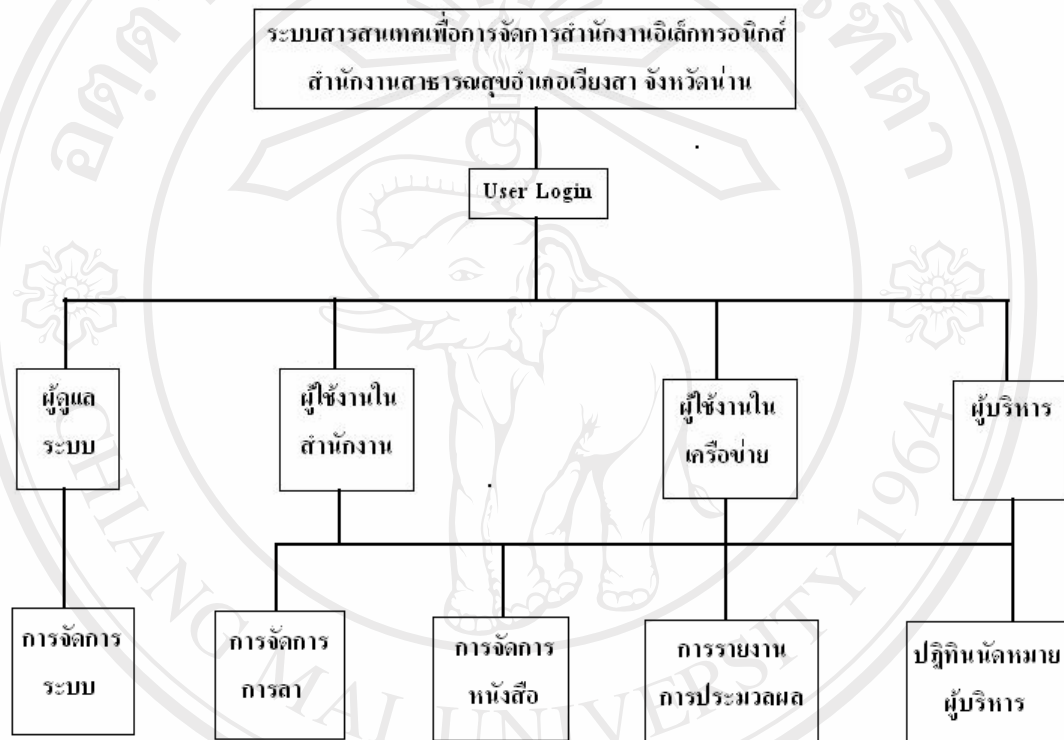 ระบบสารสนเทศเพื่อการจัดการสำนักงานอิเล็กทรอนิกส์
สำนักงานสาธารณสุขอำเภอเวียงสา จังหวัดน่าน
User Login
ผู้ดูแล
ระบบ
ผู้ใช้งานใน
สำนักงาน
ผู้ใช้งานใน
เครือข่าย
ผู้บริหาร
การจัดการ
ระบบ
การจัดการ
การลา
การจัดการ
หนังสือ
การรายงาน
การประมวลผล
ปฎิทินนัดหมาย
ผู้บริหาร
CHIANG MAI UNIVERSITY 1964